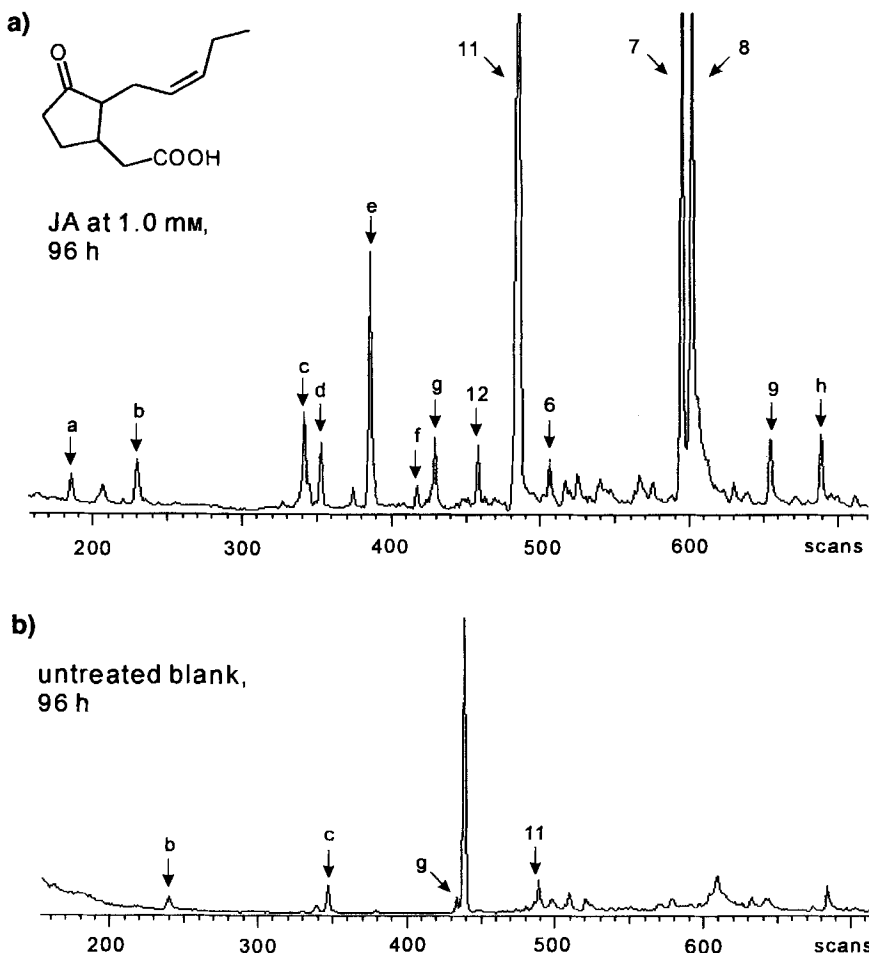 a)
O
COOH
JA at 1.0 mM,
96 h
a
b
c
d
e
f
g
12
11
6
7
8
9
h
200
300
400
500
600
scans
b)
untreated blank,
96 h
b
c
g
11
200
300
400
500
600
scans